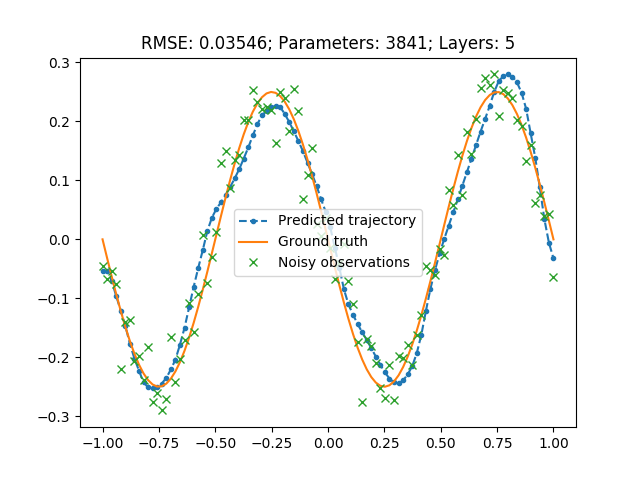 RMSE: 0.03546; Parameters: 3841; Layers: 5
0.3
0.2
0.1
0.0
−0.1
−0.2
−0.3
Predicted trajectory
Ground truth
Noisy observations
−1.00 −0.75 −0.50 −0.25 0.00 0.25 0.50 0.75 1.00